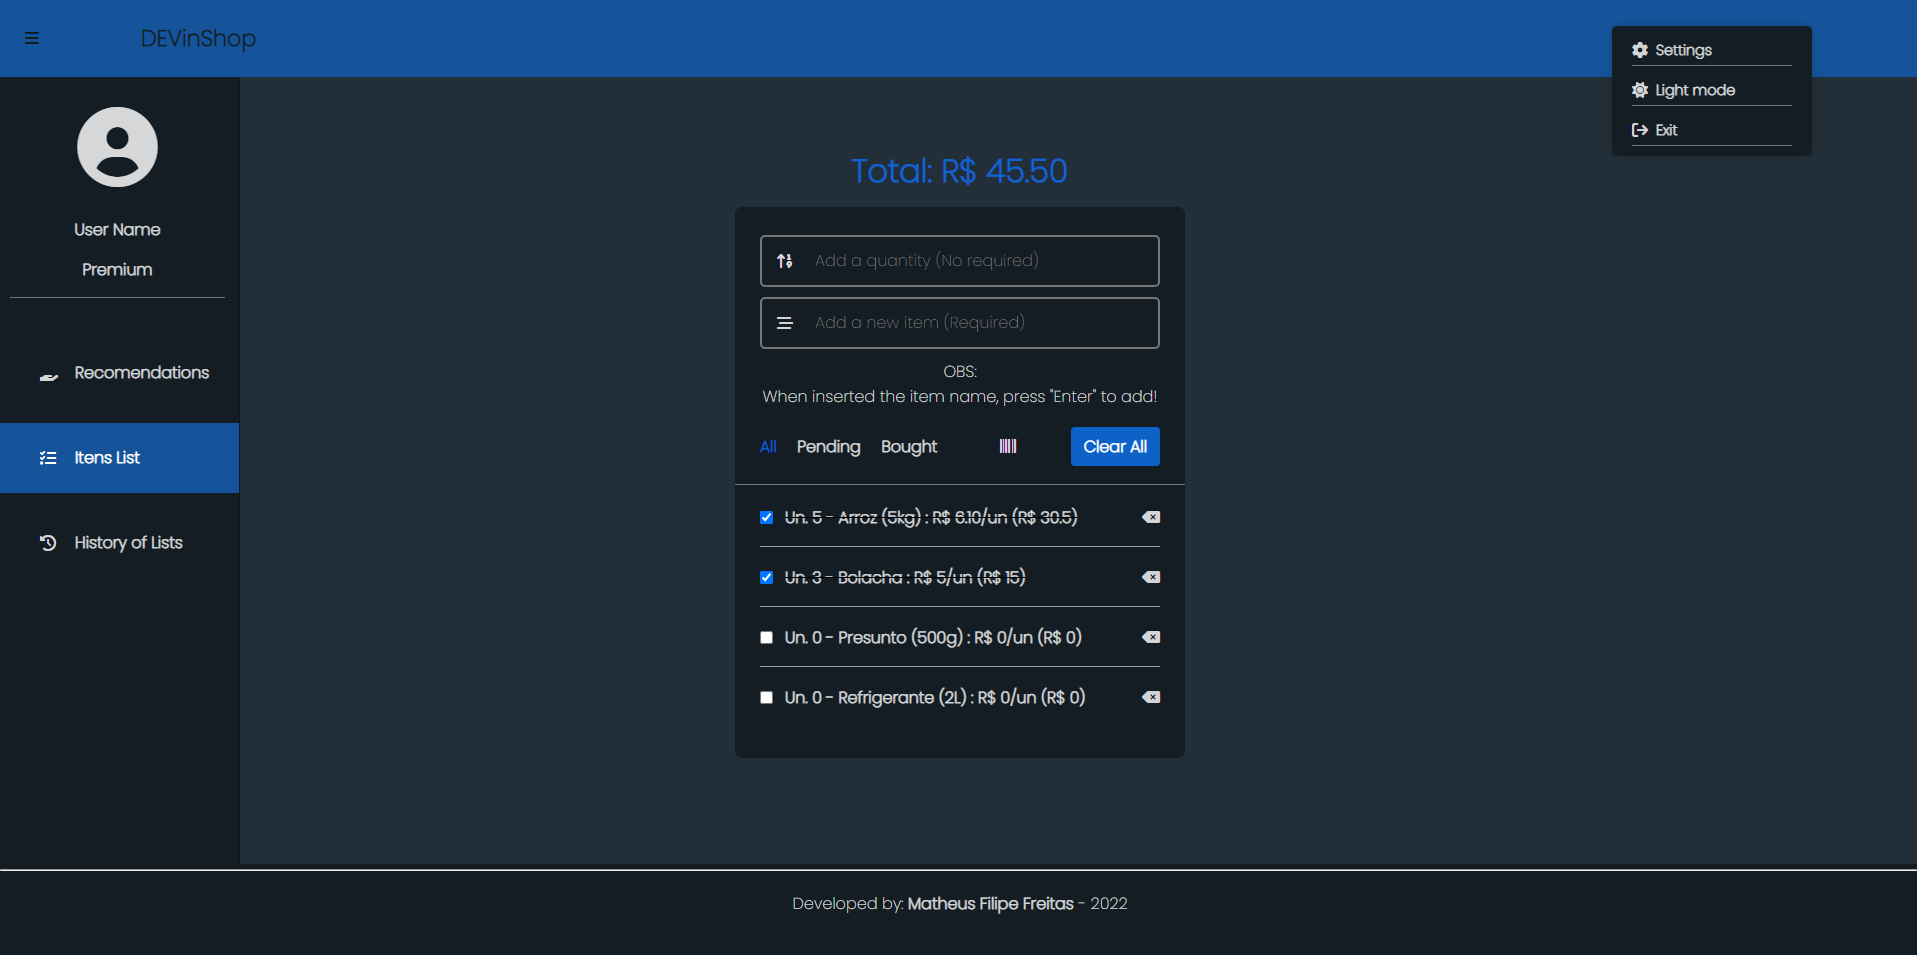 DEVinShop
Settings
Light mode
Exit
User Name
Premium
Recomendations
Itens List
History of Lists
Total: R$ 45.50
Add a quantity (No required)
Add a new item (Required)
OBS:
When inserted the item name, press "Enter" to add!
All Pending Bought Clear All
Un. 5 - Arroz (5kg) : R$ 6.10/un (R$ 30.5)
Un. 3 - Bolacha : R$ 5/un (R$ 15)
Un. 0 - Presunto (500g) : R$ 0/un (R$ 0)
Un. 0 - Refrigerante (2L) : R$ 0/un (R$ 0)
Developed by: Matheus Filipe Freitas - 2022